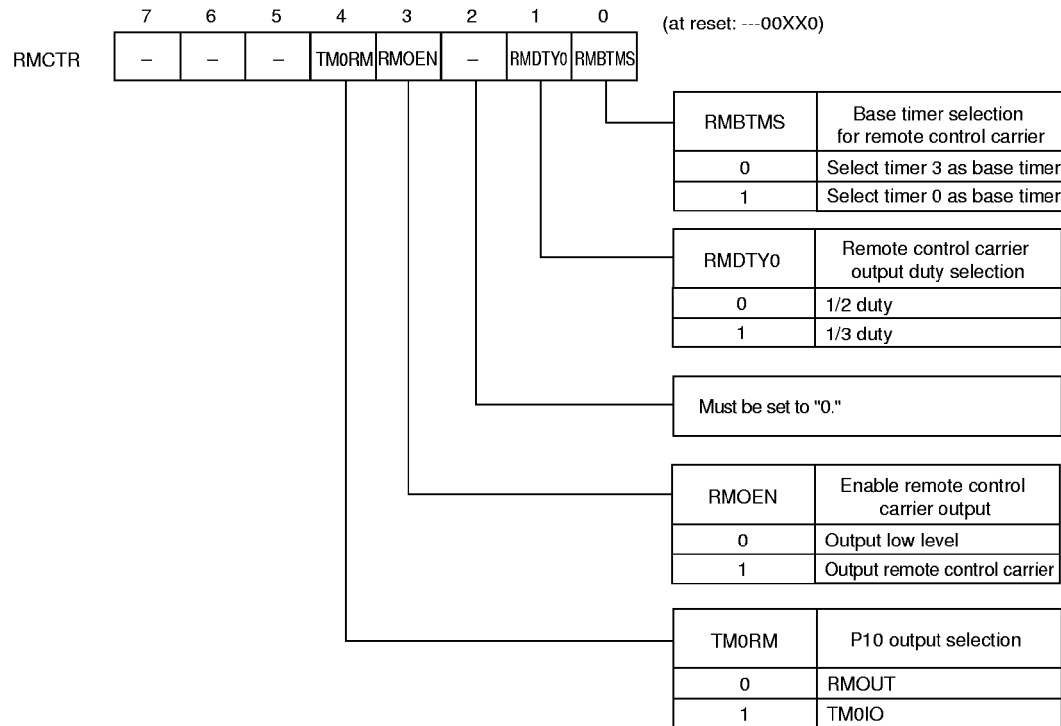 7 6 5 4 3 2 1 0 (at reset: ---00XX0)
RMCTR – – – TM0RM RMOEN – RMDTY0 RMBTMS
RMBTMS Base timer selection
for remote control carrier
0 Select timer 3 as base timer
1 Select timer 0 as base timer
RMDTY0 Remote control carrier
output duty selection
0 1/2 duty
1 1/3 duty
Must be set to "0."
RMOEN Enable remote control
carrier output
0 Output low level
1 Output remote control carrier
TM0RM P10 output selection
0 RMOUT
1 TM0IO